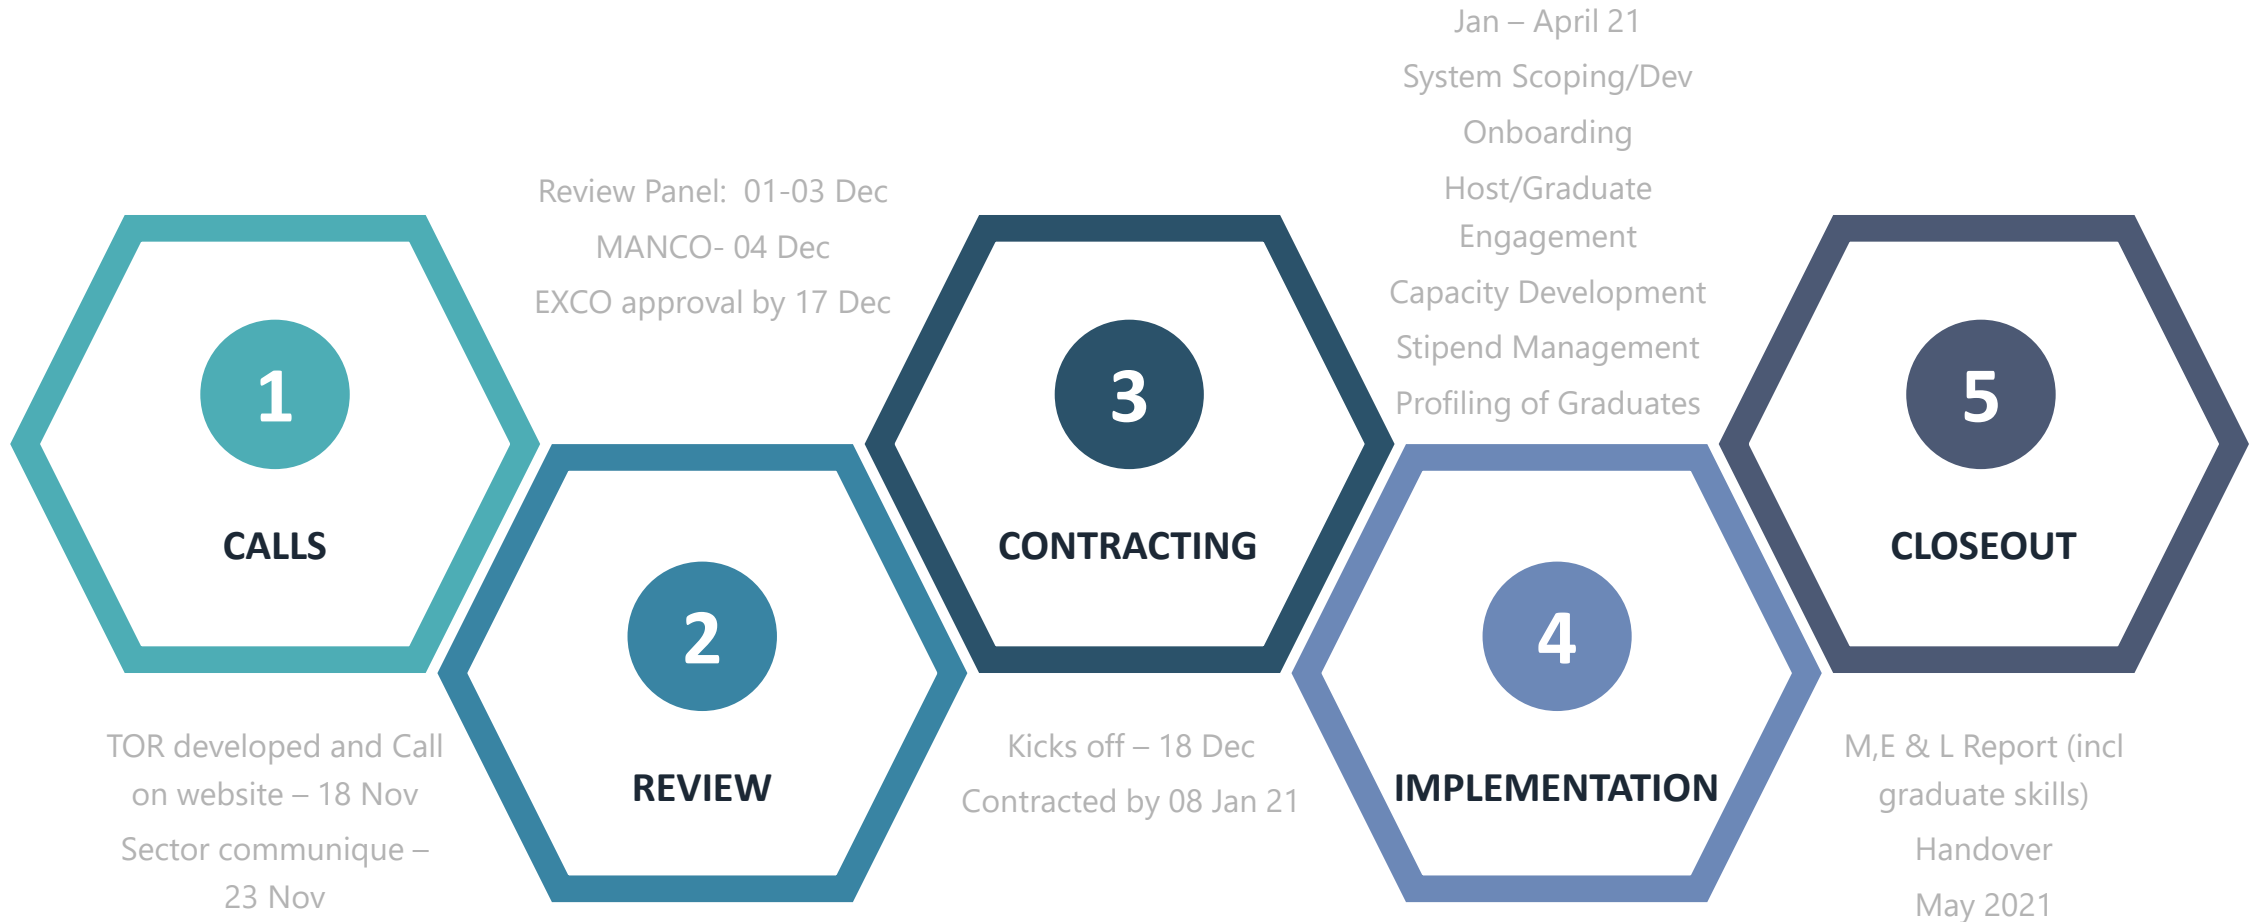 1
CALLS
TOR developed and Call
on website – 18 Nov
Sector communique –
23 Nov
Review Panel:  01-03 Dec
MANCO- 04 Dec
EXCO approval by 17 Dec
2
REVIEW
3
CONTRACTING
Kicks off – 18 Dec
Contracted by 08 Jan 21
Jan – April 21
System Scoping/Dev
Onboarding
Host/Graduate
Engagement
Capacity Development
Stipend Management
Profiling of Graduates
4
IMPLEMENTATION
5
CLOSEOUT
M,E & L Report (incl
graduate skills)
Handover
May 2021